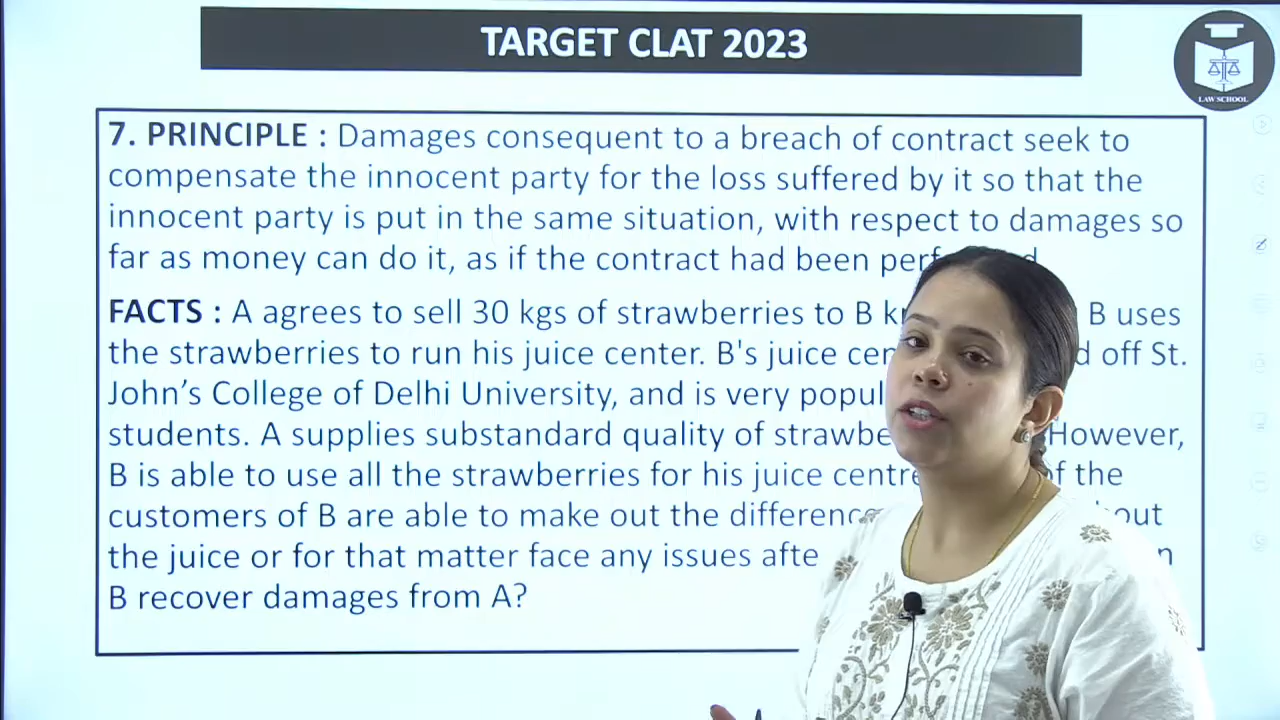 TARGET CLAT 2023
LAW SCHOOL
7. PRINCIPLE : Damages consequent to a breach of contract seek to
compensate the innocent party for the loss suffered by it so that the
innocent party is put in the same situation, with respect to damages so
far as money can do it, as if the contract had been
FACTS : A agrees to sell 30 kgs of strawberries to B B uses
the strawberries to run his juice center. B's juice off St.
John’s College of Delhi University, and is very
students. A supplies substandard quality of However,
B is able to use all the strawberries for his juice centre of the
customers of B are able to make out the difference
the juice or for that matter face any issues
B recover damages from A?